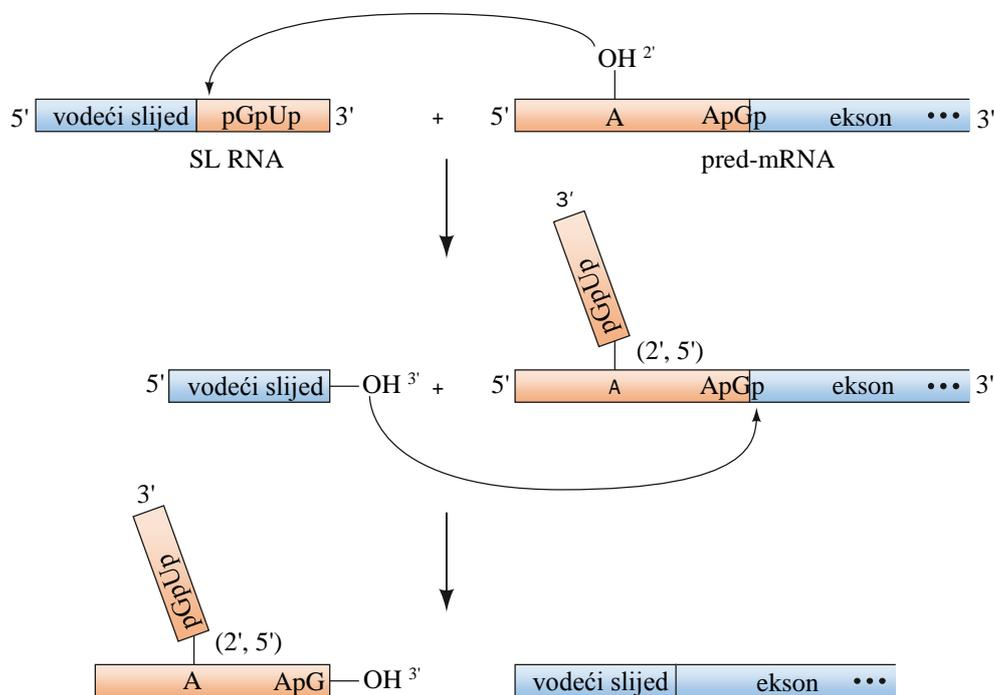 OH 2'
5' vodeći slijed pGpUp 3' + 5' A ApGp ekson ••• 3'
SL RNA pred-mRNA
3'
pGpUp
(2', 5')
5' vodeći slijed OH 3' + 5' A ApGp ekson ••• 3'
3'
pGpUp
(2', 5')
A ApG OH 3' vodeći slijed ekson •••